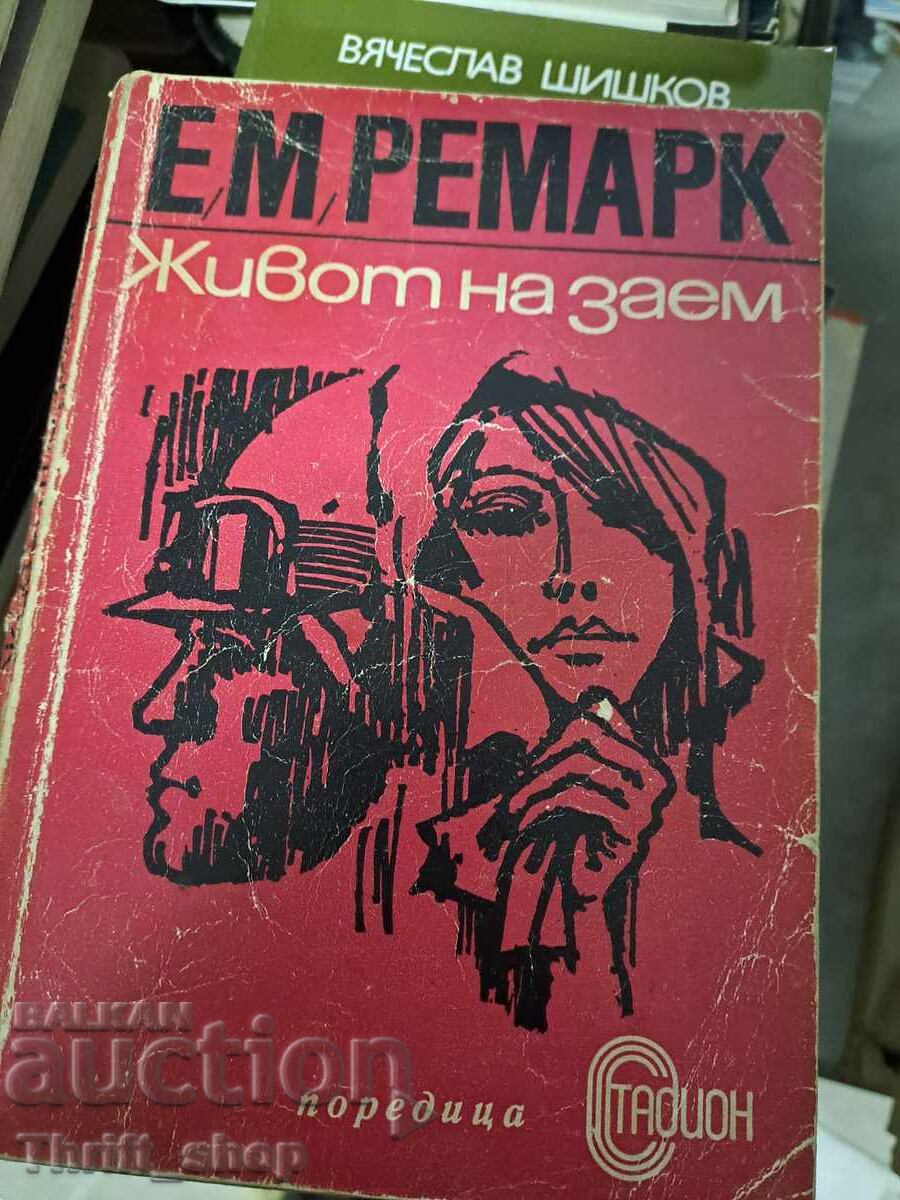 ВЯЧЕСЛАВ ШИШКОВ
Е/М/РЕМАРК
Живот на заем
BALKAN
auction
поредица
СТАДИОН
Thrift_shop